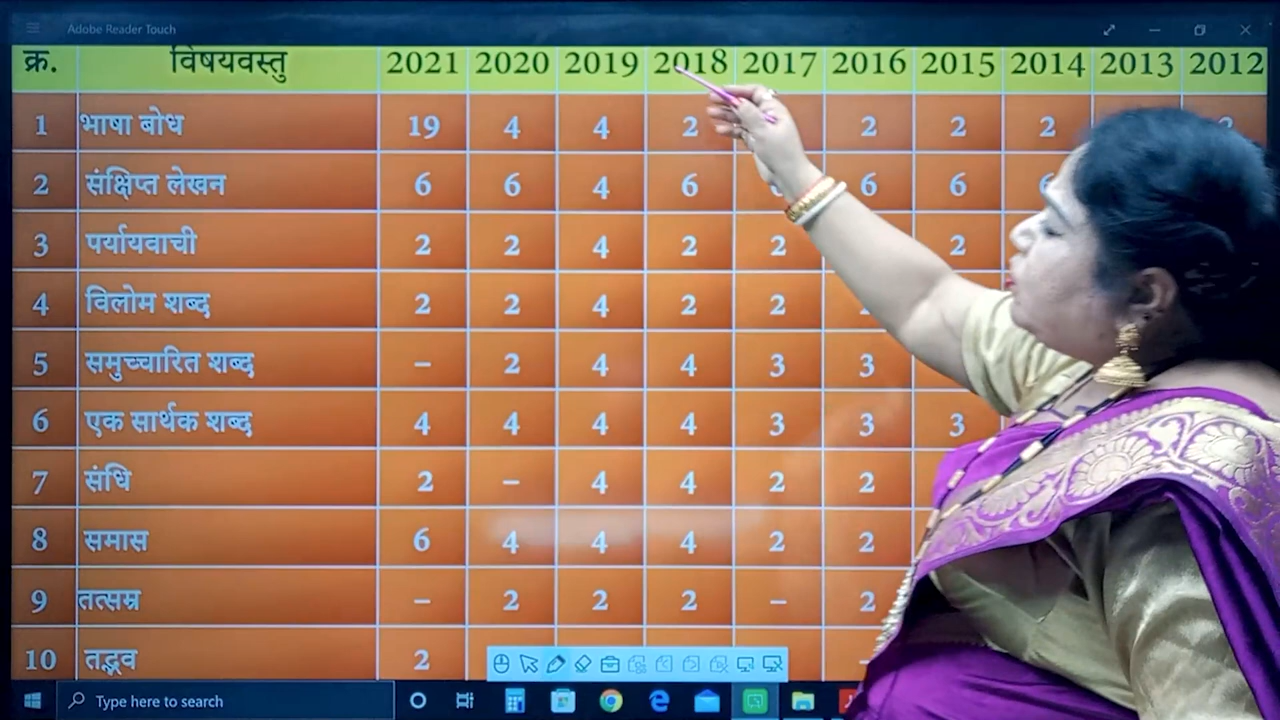 Adobe Reader Touch
क्र. विषयवस्तु 2021 2020 2019 2018 2017 2016 2015 2014 2013 2012
1 भाषा बोध 19 4 4 2 2 2 2
2 संक्षिप्त लेखन 6 6 4 6 6 6
3 पर्यायवाची 2 2 4 2 2 2
4 विलोम शब्द 2 2 4 2 2
5 समुच्चारित शब्द – 2 4 4 3 3
6 एक सार्थक शब्द 4 4 4 4 3 3 3
7 संधि 2 – 4 4 2 2
8 समास 6 4 4 4 2 2
9 तत्सम्र – 2 2 2 – 2
10 तद्भव 2
Type here to search